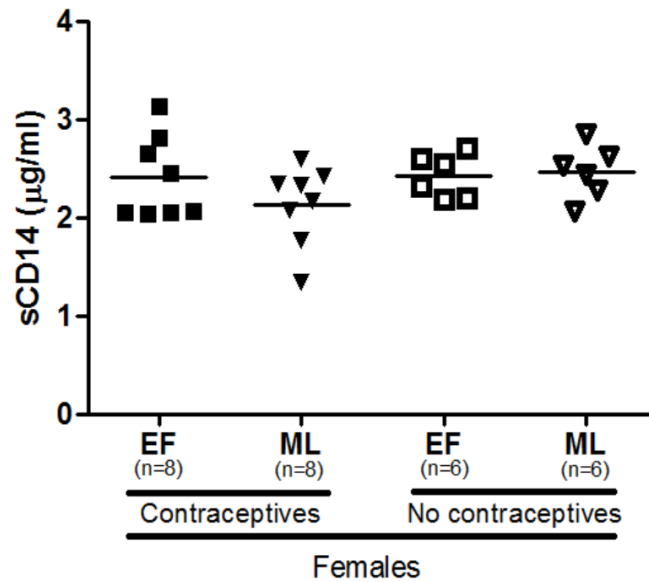 4
3
2
1
0
sCD14 (μg/ml)
EF ML EF ML
(n=8) (n=8) (n=6) (n=6)
Contraceptives No contraceptives
Females